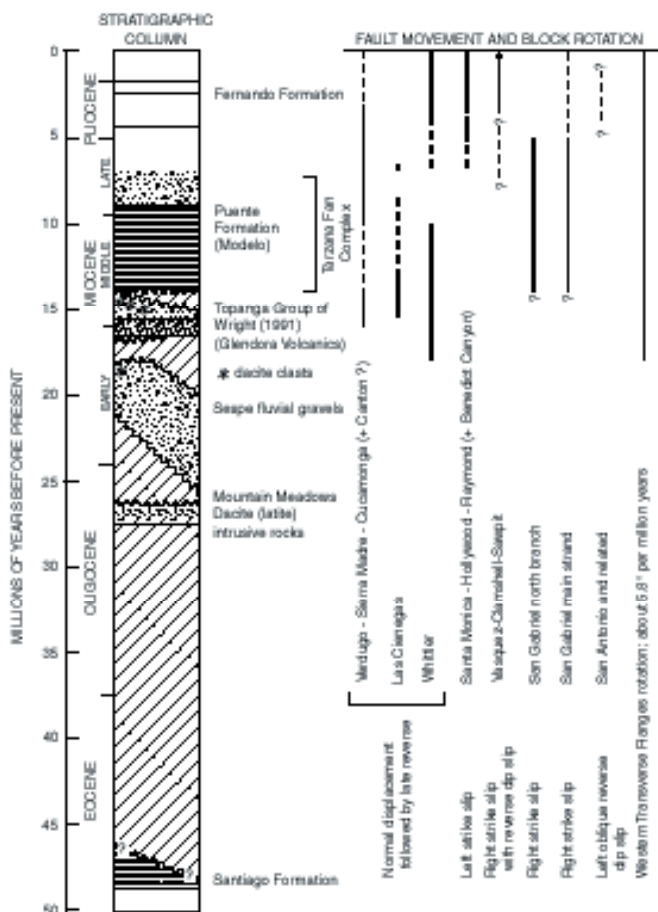 STRATIGRAPHIC
COLUMN
FAULT MOVEMENT AND BLOCK ROTATION
MILLIONS OF YEARS BEFORE PRESENT
0
5
10
15
20
25
30
35
40
45
50
PLIOCENE
MIOCENE
LATE
MIDDLE
EARLY
OLIGOCENE
EOCENE
Fernando Formation
Puente
Formation
(Modelo)
Tarzana Fan
Complex
Topanga Group of
Wright (1991)
(Glendora Volcanics)
* dacite clasts
Sespe fluvial gravels
Mountain Meadows
Dacite (latite)
intrusive rocks
Santiago Formation
?
?
?
?
?
?
?
?
Verdugo - Sierra Madre - Cucamonga (+ Canton ?)
Las Cienegas
Whittier
Santa Monica - Hollywood - Raymond (+ Benedict Canyon)
Vasquez-Clamshell-Sawpit
San Gabriel north branch
San Gabriel main strand
San Antonio and related
Western Transverse Ranges rotation; about 5.8° per million years
Normal displacement
followed by late reverse
Left strike slip
Right strike slip
with reverse dip slip
Right strike slip
Right strike slip
Left oblique reverse
dip slip